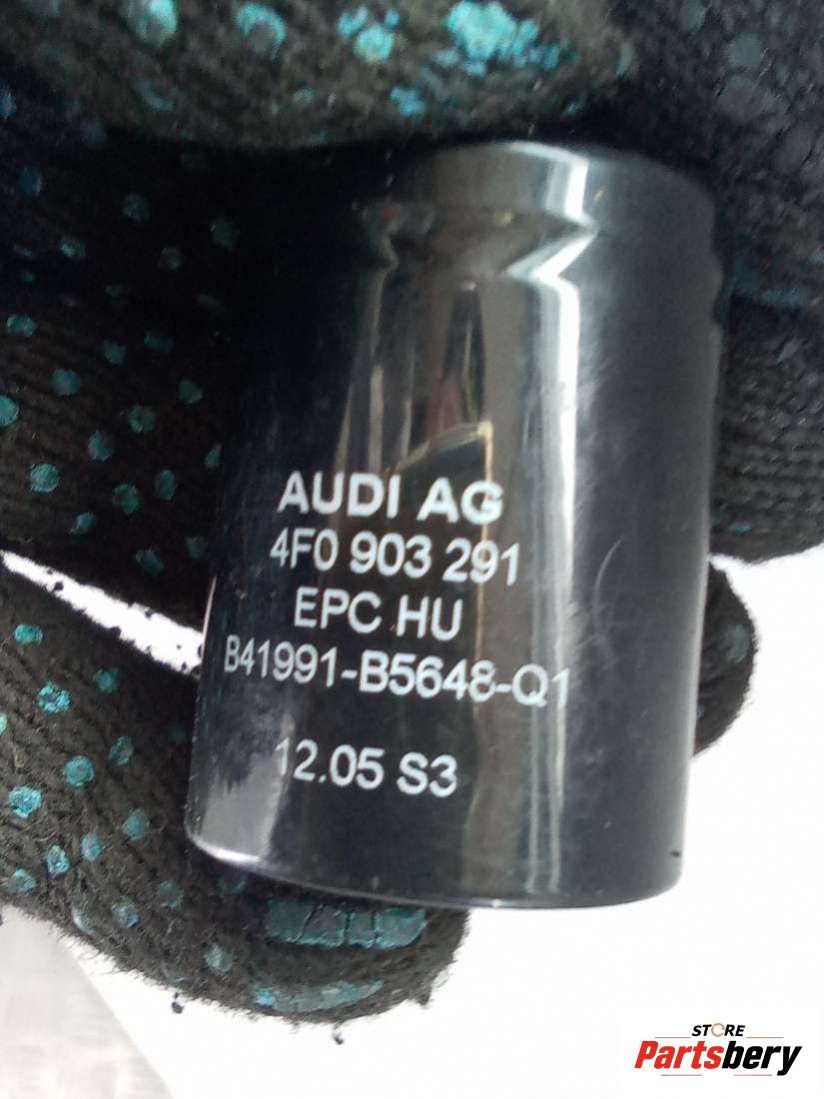 AUDI AG
4F0 903 291
EPC HU
B41991-B5648-Q1
12.05 S3
STORE
Partsbery